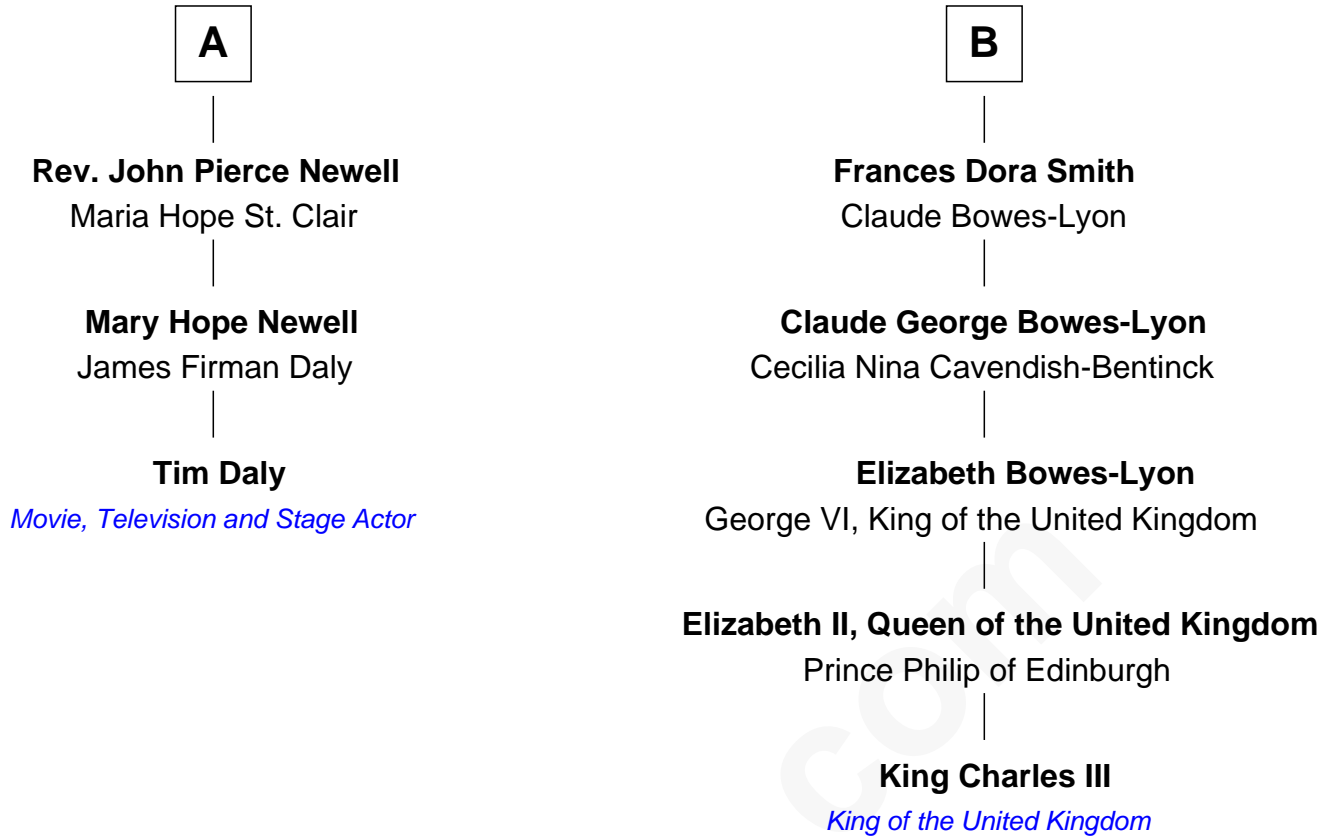 A
Rev. John Pierce Newell
Maria Hope St. Clair
Mary Hope Newell
James Firman Daly
Tim Daly
Movie, Television and Stage Actor
B
Frances Dora Smith
Claude Bowes-Lyon
Claude George Bowes-Lyon
Cecilia Nina Cavendish-Bentinck
Elizabeth Bowes-Lyon
George VI, King of the United Kingdom
Elizabeth II, Queen of the United Kingdom
Prince Philip of Edinburgh
King Charles III
King of the United Kingdom
com